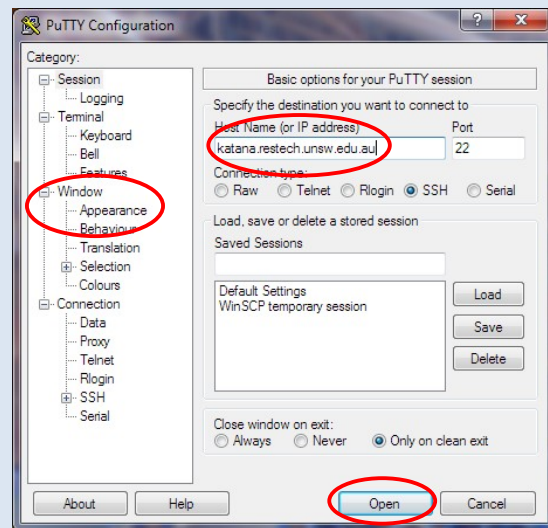 PuTTY Configuration
Category:
Session
Logging
Terminal
Keyboard
Bell
Features
Window
Appearance
Behaviour
Translation
Selection
Colours
Connection
Data
Proxy
Telnet
Rlogin
SSH
Serial
Basic options for your PuTTY session
Specify the destination you want to connect to
Host Name (or IP address) Port
katana.restech.unsw.edu.au 22
Connection type:
Raw Telnet Rlogin SSH Serial
Load, save or delete a stored session
Saved Sessions
Default Settings
WinSCP temporary session
Load
Save
Delete
Close window on exit:
Always Never Only on clean exit
About Help Open Cancel